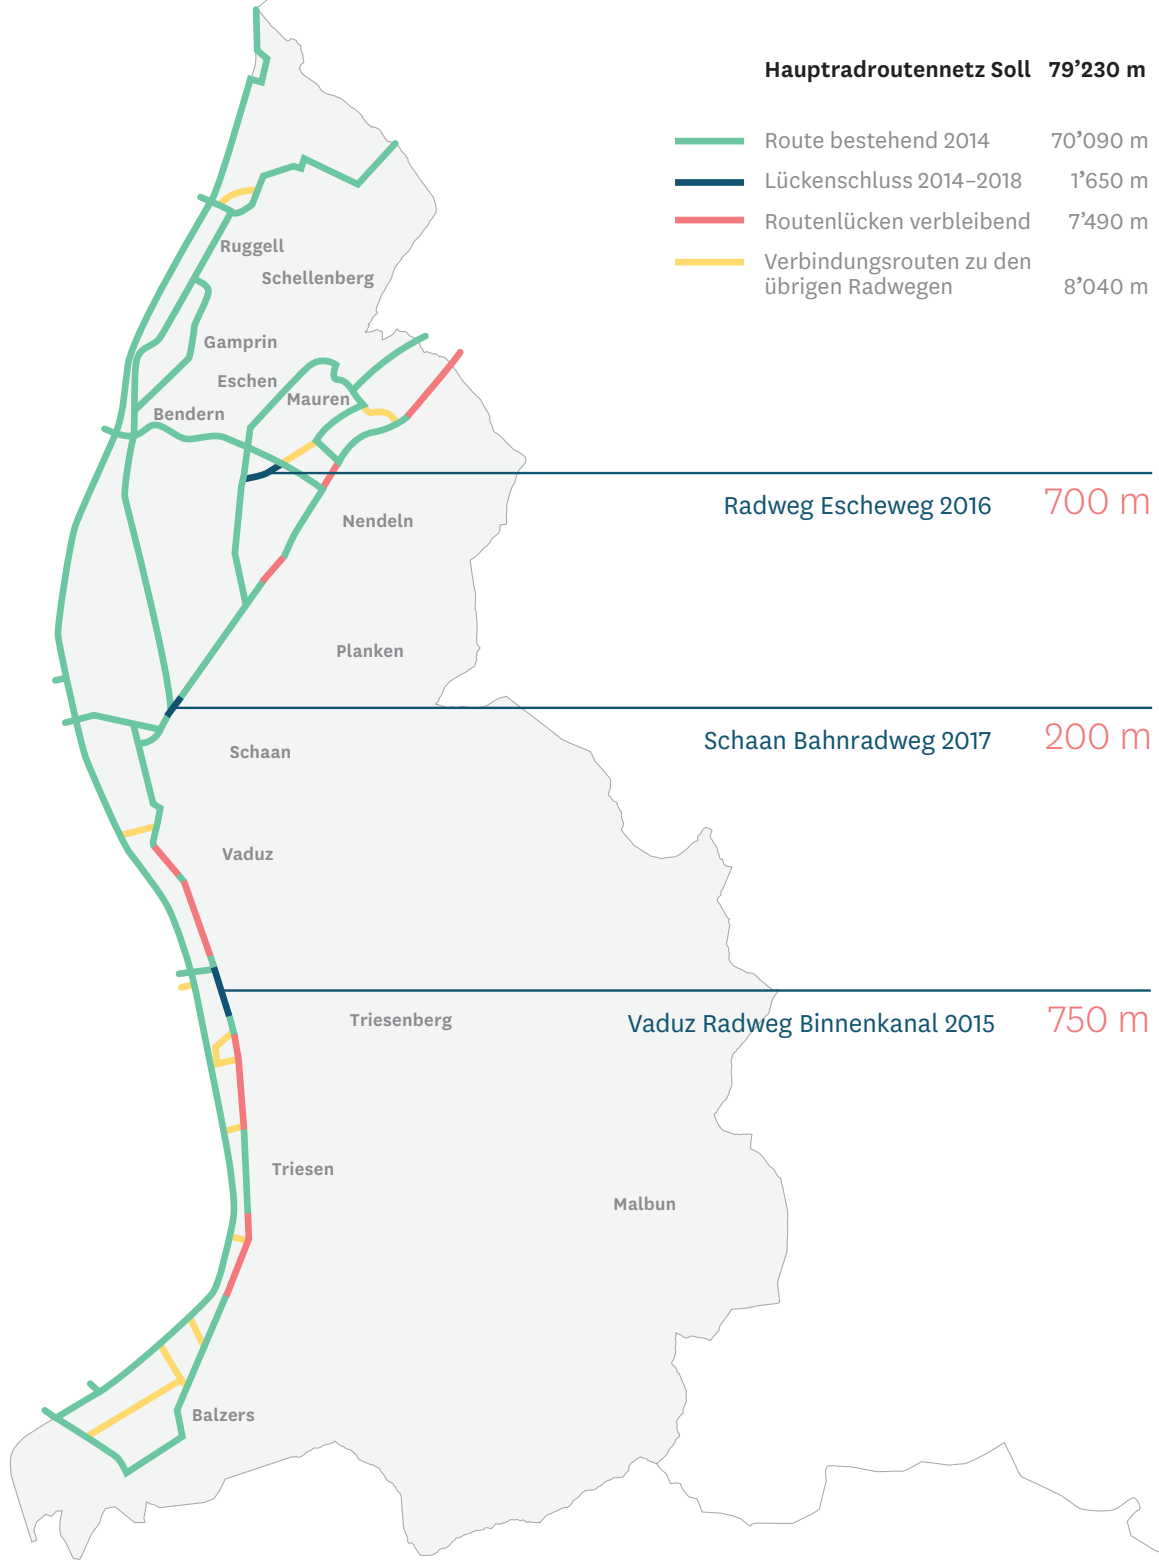 Hauptradroutennetz Soll 79’230 m
Route bestehend 2014 70’090 m
Lückenschluss 2014–2018 1’650 m
Routenlücken verbleibend 7’490 m
Verbindungsrouten zu den
übrigen Radwegen 8’040 m
Ruggell
Schellenberg
Gamprin
Eschen
Mauren
Bendern
Radweg Escheweg 2016 700 m
Nendeln
Planken
Schaan Bahnradweg 2017 200 m
Schaan
Vaduz
Triesenberg
Vaduz Radweg Binnenkanal 2015 750 m
Triesen
Malbun
Balzers